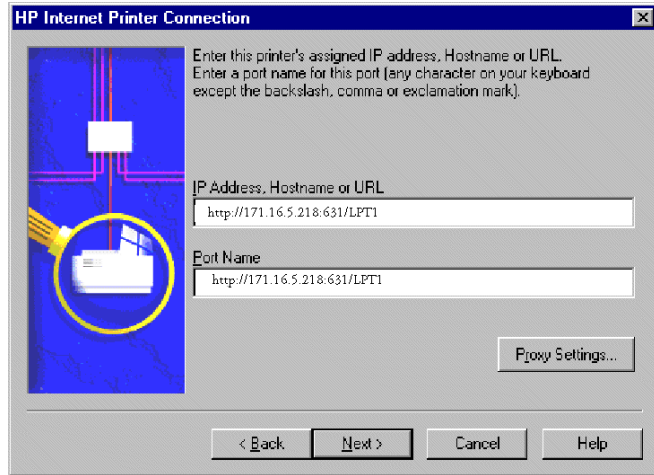 HP Internet Printer Connection
Enter this printer's assigned IP address, Hostname or URL.
Enter a port name for this port (any character on your keyboard
except the backslash, comma or exclamation mark).
IP Address, Hostname or URL
http://171.16.5.218:631/LPT1
Port Name
http://171.16.5.218:631/LPT1
Proxy Settings...
< Back
Next >
Cancel
Help